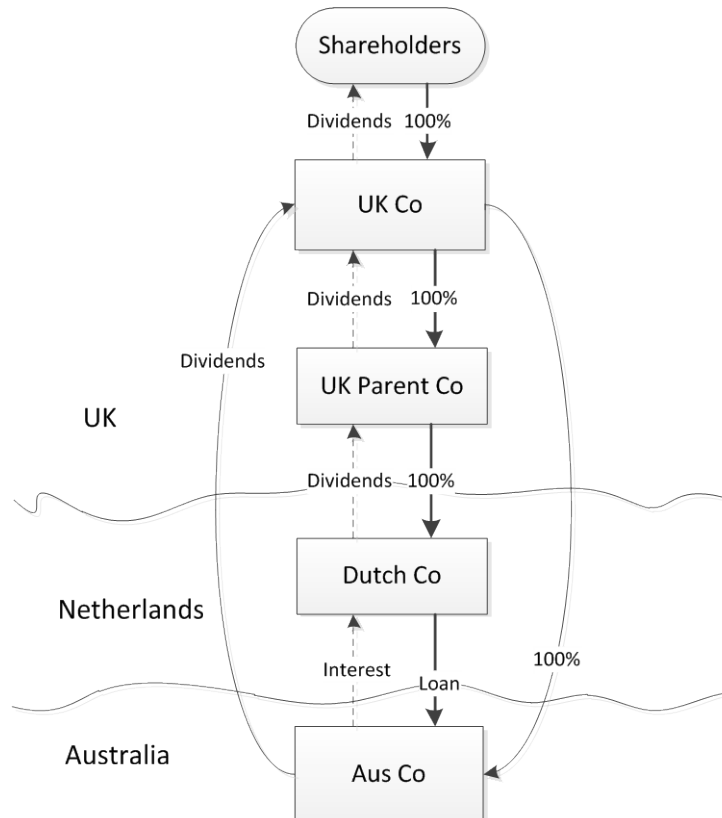 Shareholders
Dividends 100%
UK Co
Dividends 100%
Dividends
UK Parent Co
UK
Dividends 100%
Dutch Co
Netherlands
100%
Interest Loan
Australia
Aus Co